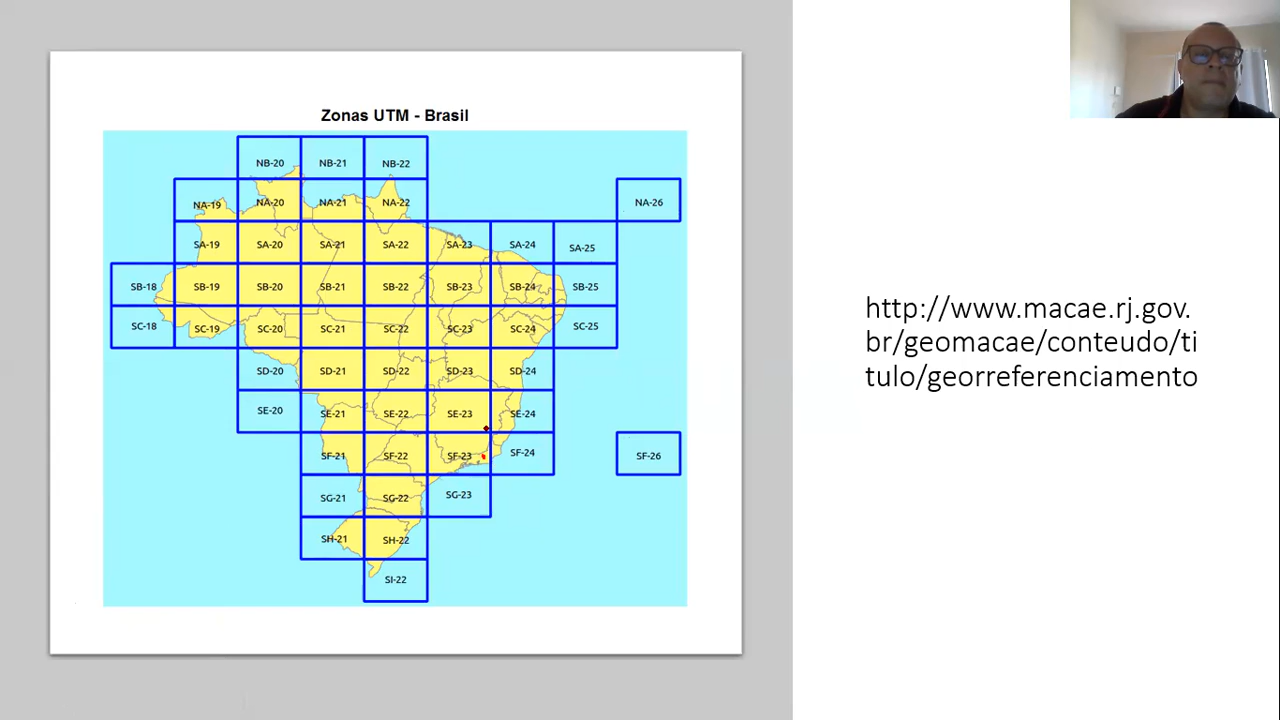 Zonas UTM - Brasil
NB-20 NB-21 NB-22
NA-19 NA-20 NA-21 NA-22 NA-26
SA-19 SA-20 SA-21 SA-22 SA-23 SA-24 SA-25
SB-18 SB-19 SB-20 SB-21 SB-22 SB-23 SB-24 SB-25
SC-18 SC-19 SC-20 SC-21 SC-22 SC-23 SC-24 SC-25
SD-20 SD-21 SD-22 SD-23 SD-24
SE-20 SE-21 SE-22 SE-23 SE-24
SF-21 SF-22 SF-23 SF-24 SF-26
SG-21 SG-22 SG-23
SH-21 SH-22
SI-22
http://www.macae.rj.gov.
br/geomacae/conteudo/ti
tulo/georreferenciamento